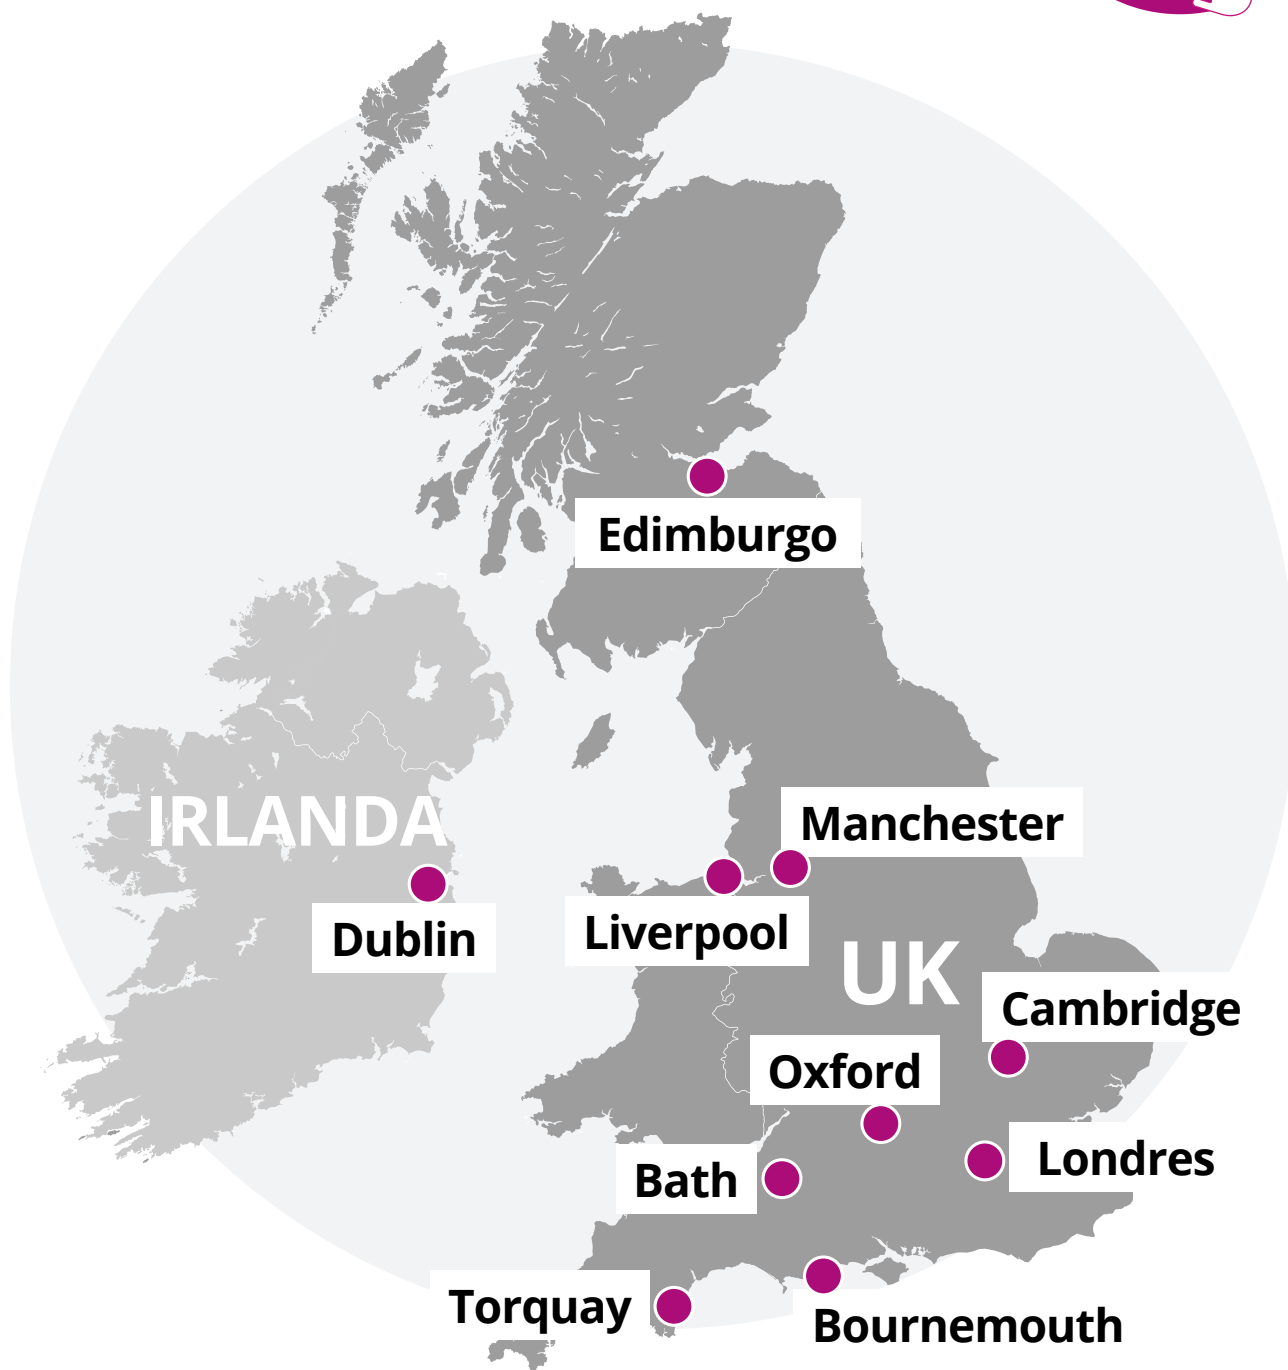 Edimburgo
IRLANDA
Manchester
Dublin
Liverpool
UK
Cambridge
Oxford
Londres
Bath
Torquay
Bournemouth